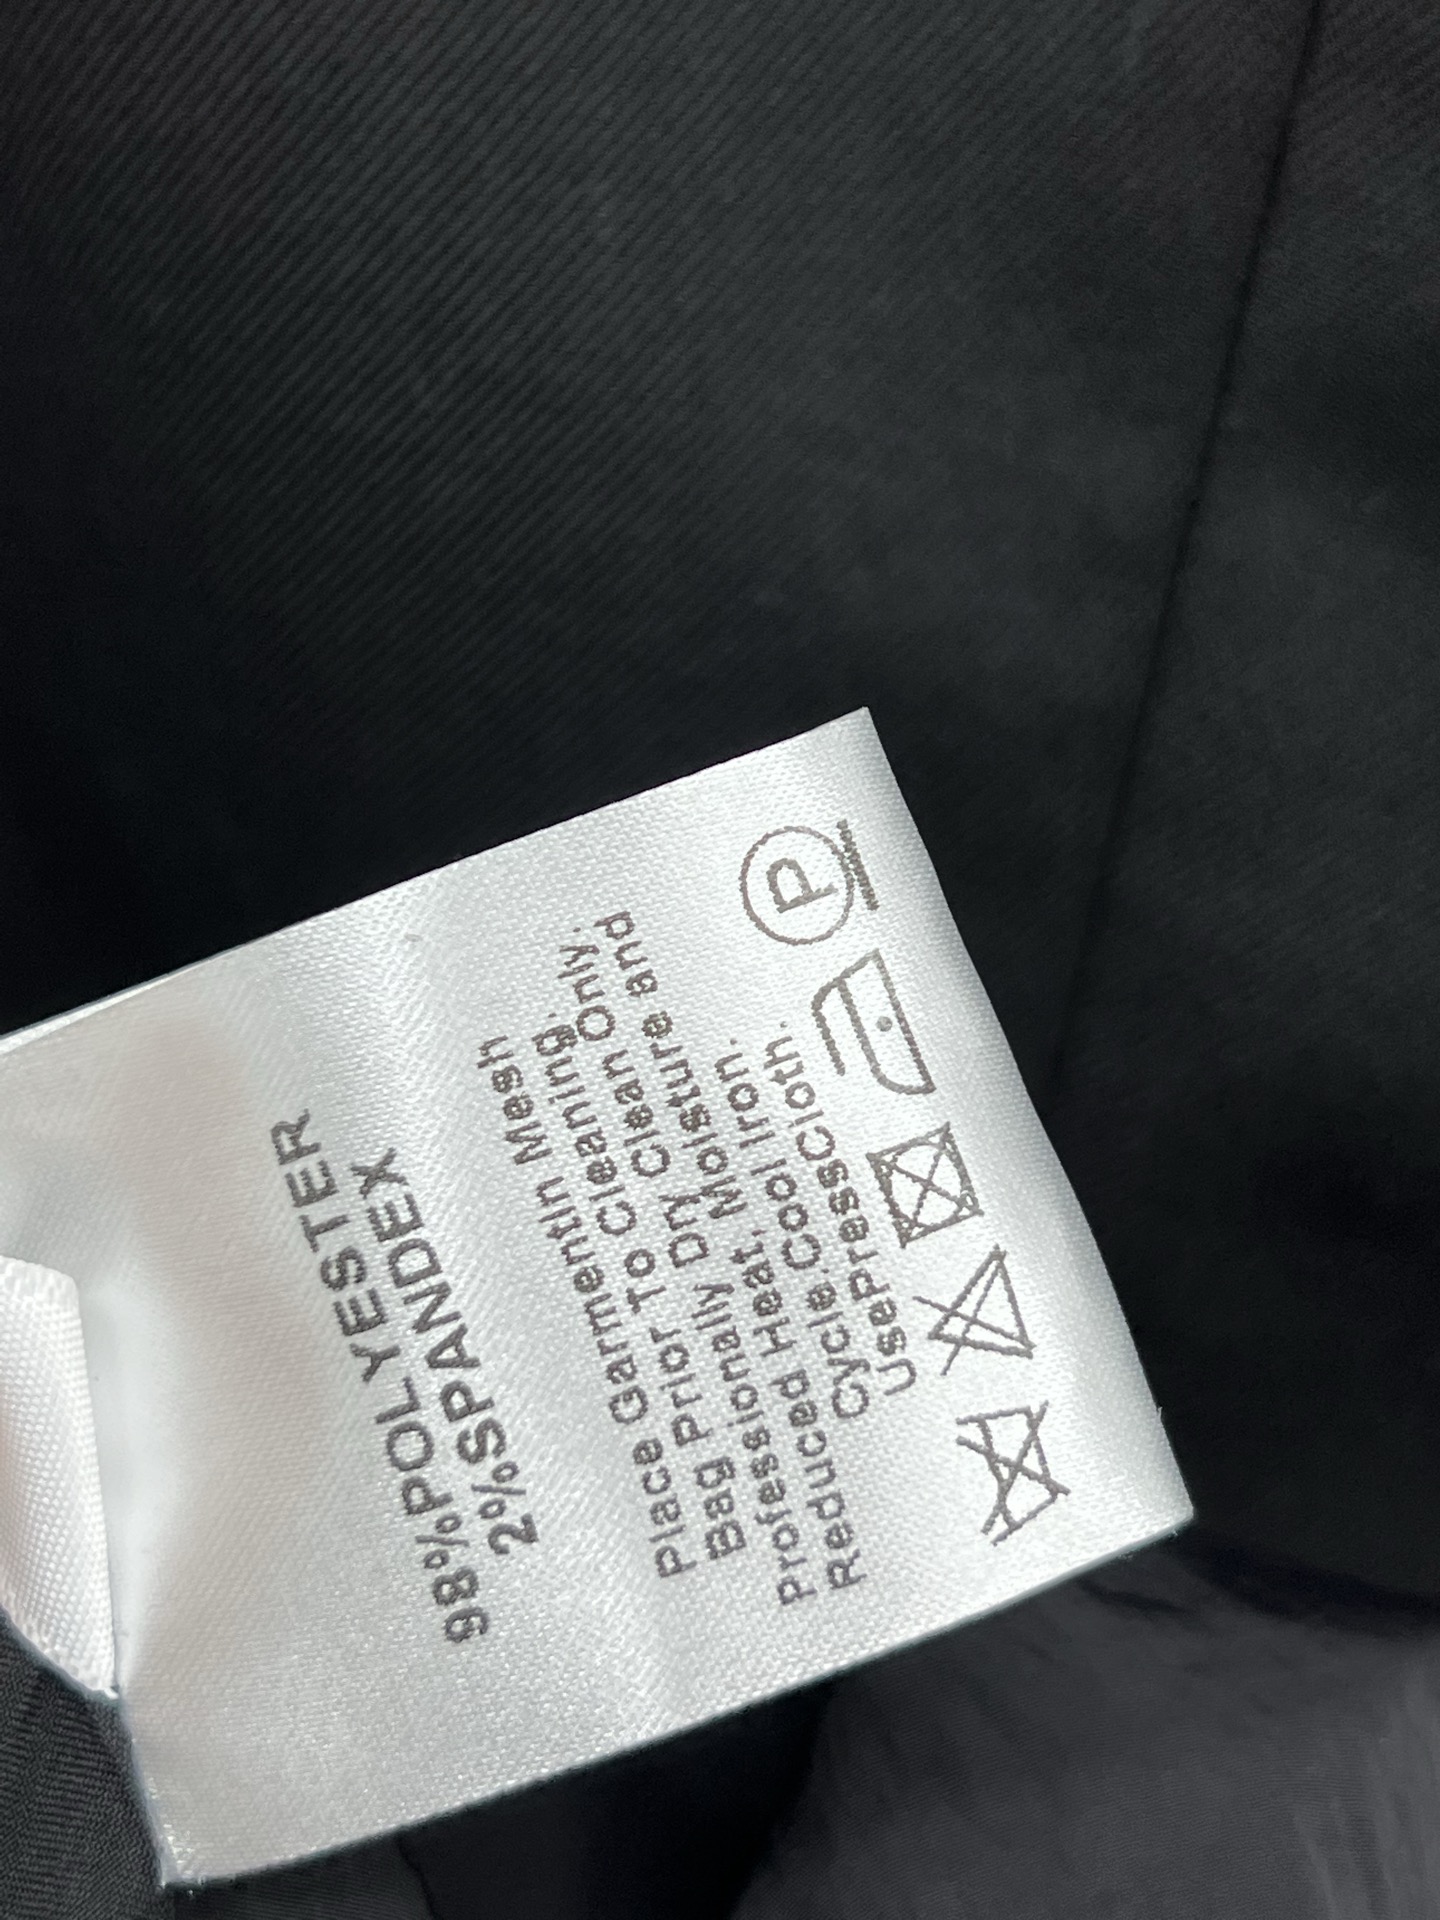 98%POLYESTER
2%SPANDEX
Place Garmentin Mesh
Bag Prior To Cleaning.
Professionally Dry Clean Only.
Reduced Heat, Moisture and
Cycle.Cool Iron.
UsePressCloth.
P